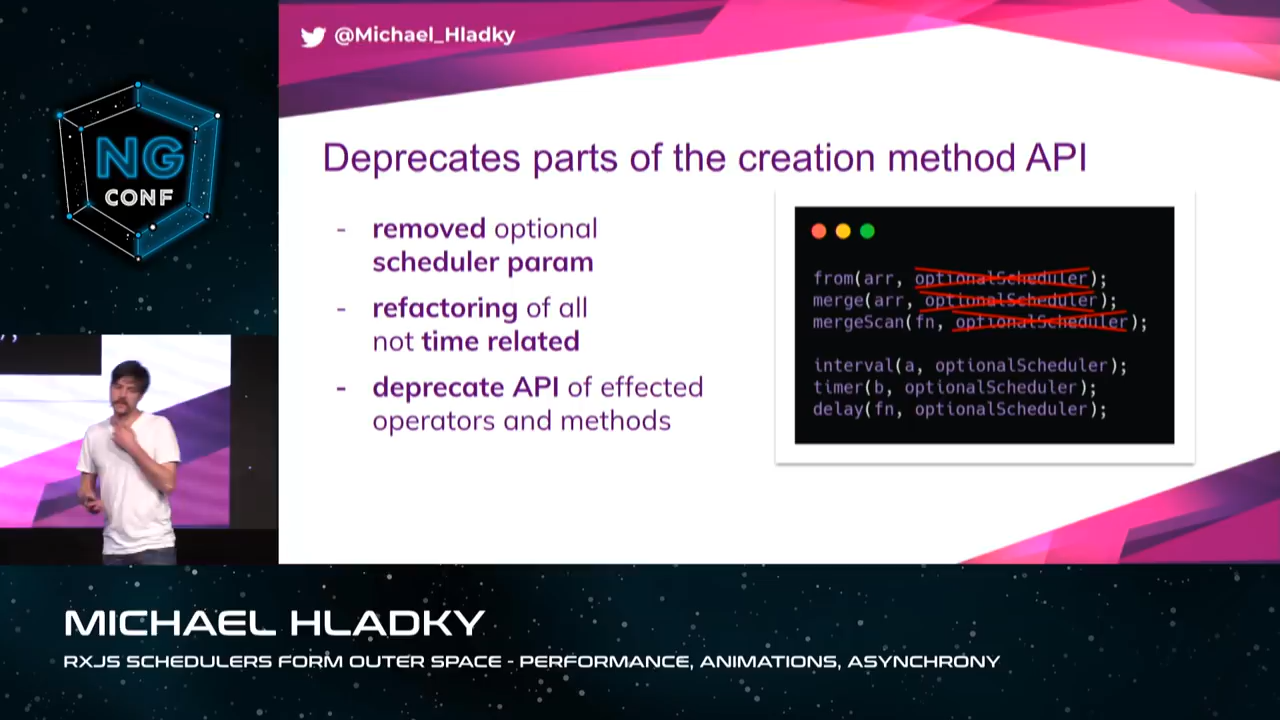 @Michael_Hladky
NG
CONF
Deprecates parts of the creation method API
- removed optional
scheduler param
- refactoring of all
not time related
- deprecate API of effected
operators and methods
from(arr, optionalScheduler);
merge(arr, optionalScheduler);
mergeScan(fn, optionalScheduler);
interval(a, optionalScheduler);
timer(b, optionalScheduler);
delay(fn, optionalScheduler);
MICHAEL HLADKY
RXJS SCHEDULERS FORM OUTER SPACE - PERFORMANCE, ANIMATIONS, ASYNCHRONY